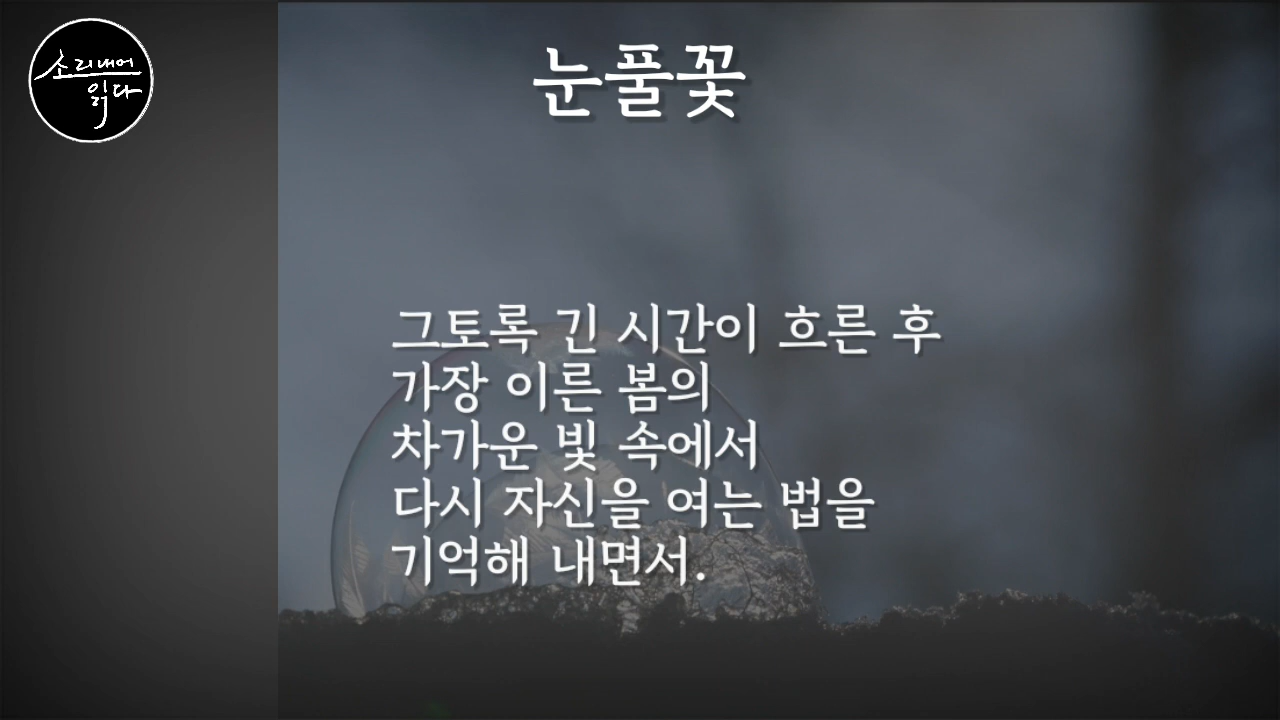 소리내어
읽다
눈풀꽃
그토록 긴 시간이 흐른 후
가장 이른 봄의
차가운 빛 속에서
다시 자신을 여는 법을
기억해 내면서.